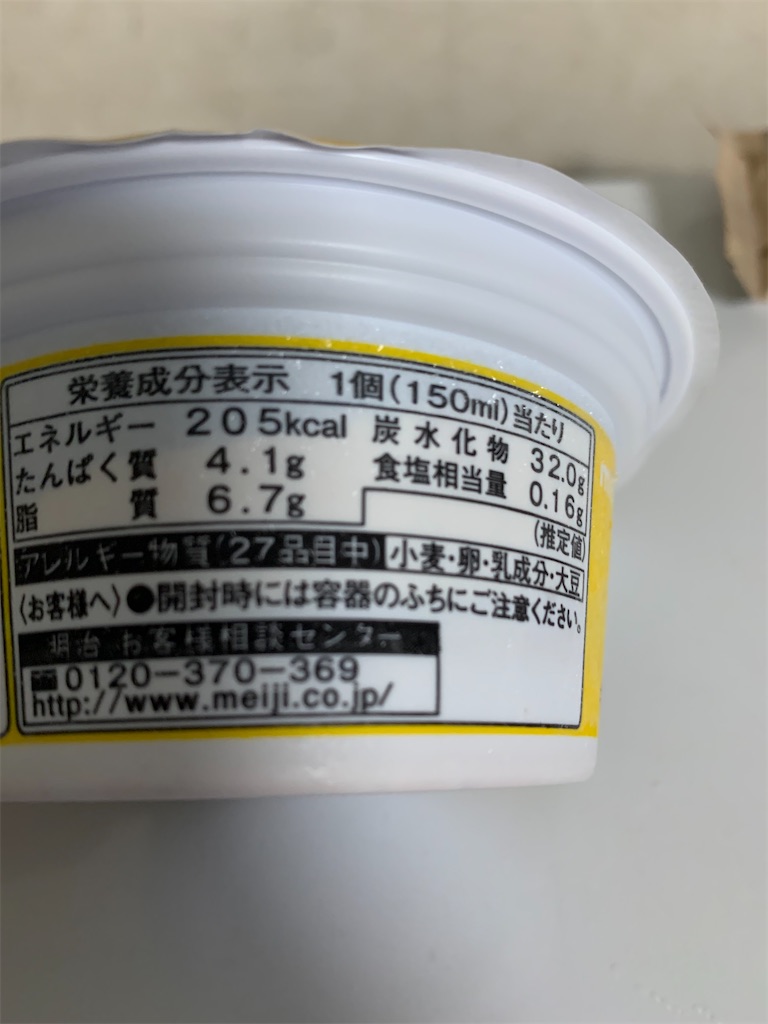 栄養成分表示 1個(150ml)当たり
エネルギー 205kcal 炭水化物 32.0g
たんぱく質 4.1g 食塩相当量 0.16g
脂質 6.7g
(推定値)
アレルギー物質(27品目中) 小麦・卵・乳成分・大豆
〈お客様へ〉●開封時には容器のふちにご注意ください。
明治 お客様相談センター
0120-370-369
http://www.meiji.co.jp/